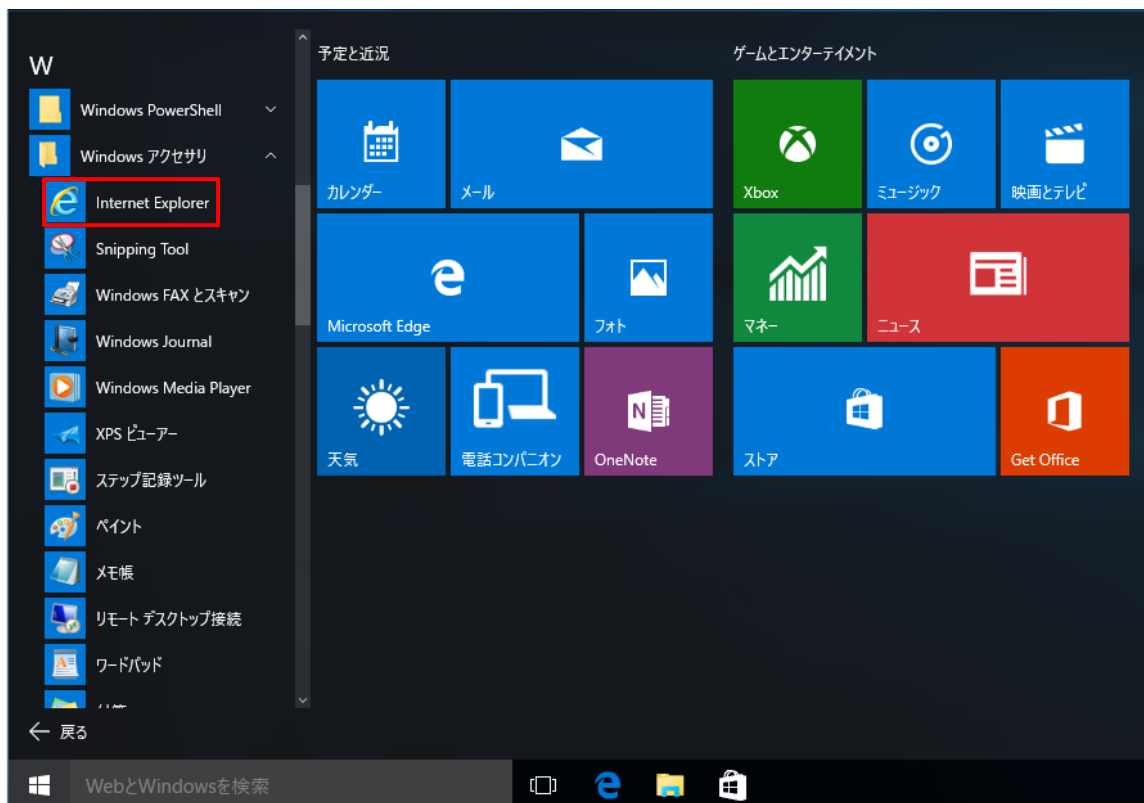 W
Windows PowerShell
Windows アクセサリ
Internet Explorer
Snipping Tool
Windows FAX とスキャン
Windows Journal
Windows Media Player
XPS ビューアー
ステップ記録ツール
ペイント
メモ帳
リモート デスクトップ接続
ワードパッド
戻る
予定と近況
カレンダー
メール
Microsoft Edge
フォト
天気
電話コンパニオン
N
OneNote
ゲームとエンターテイメント
Xbox
ミュージック
映画とテレビ
マネー
ニュース
ストア
Get Office
WebとWindowsを検索